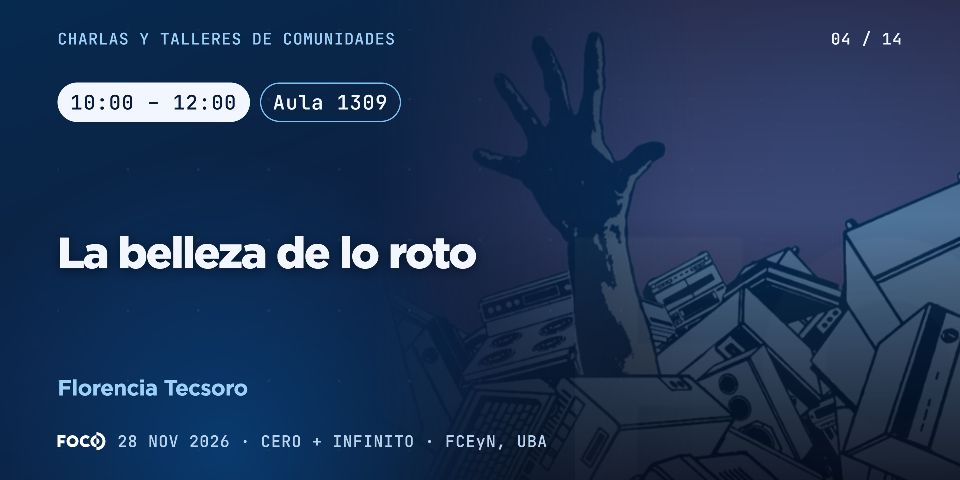 CHARLAS Y TALLERES DE COMUNIDADES
04 / 14
10:00 – 12:00
Aula 1309
La belleza de lo roto
Florencia Tecsoro
FOCO 28 NOV 2026 · CERO + INFINITO · FCEyN, UBA